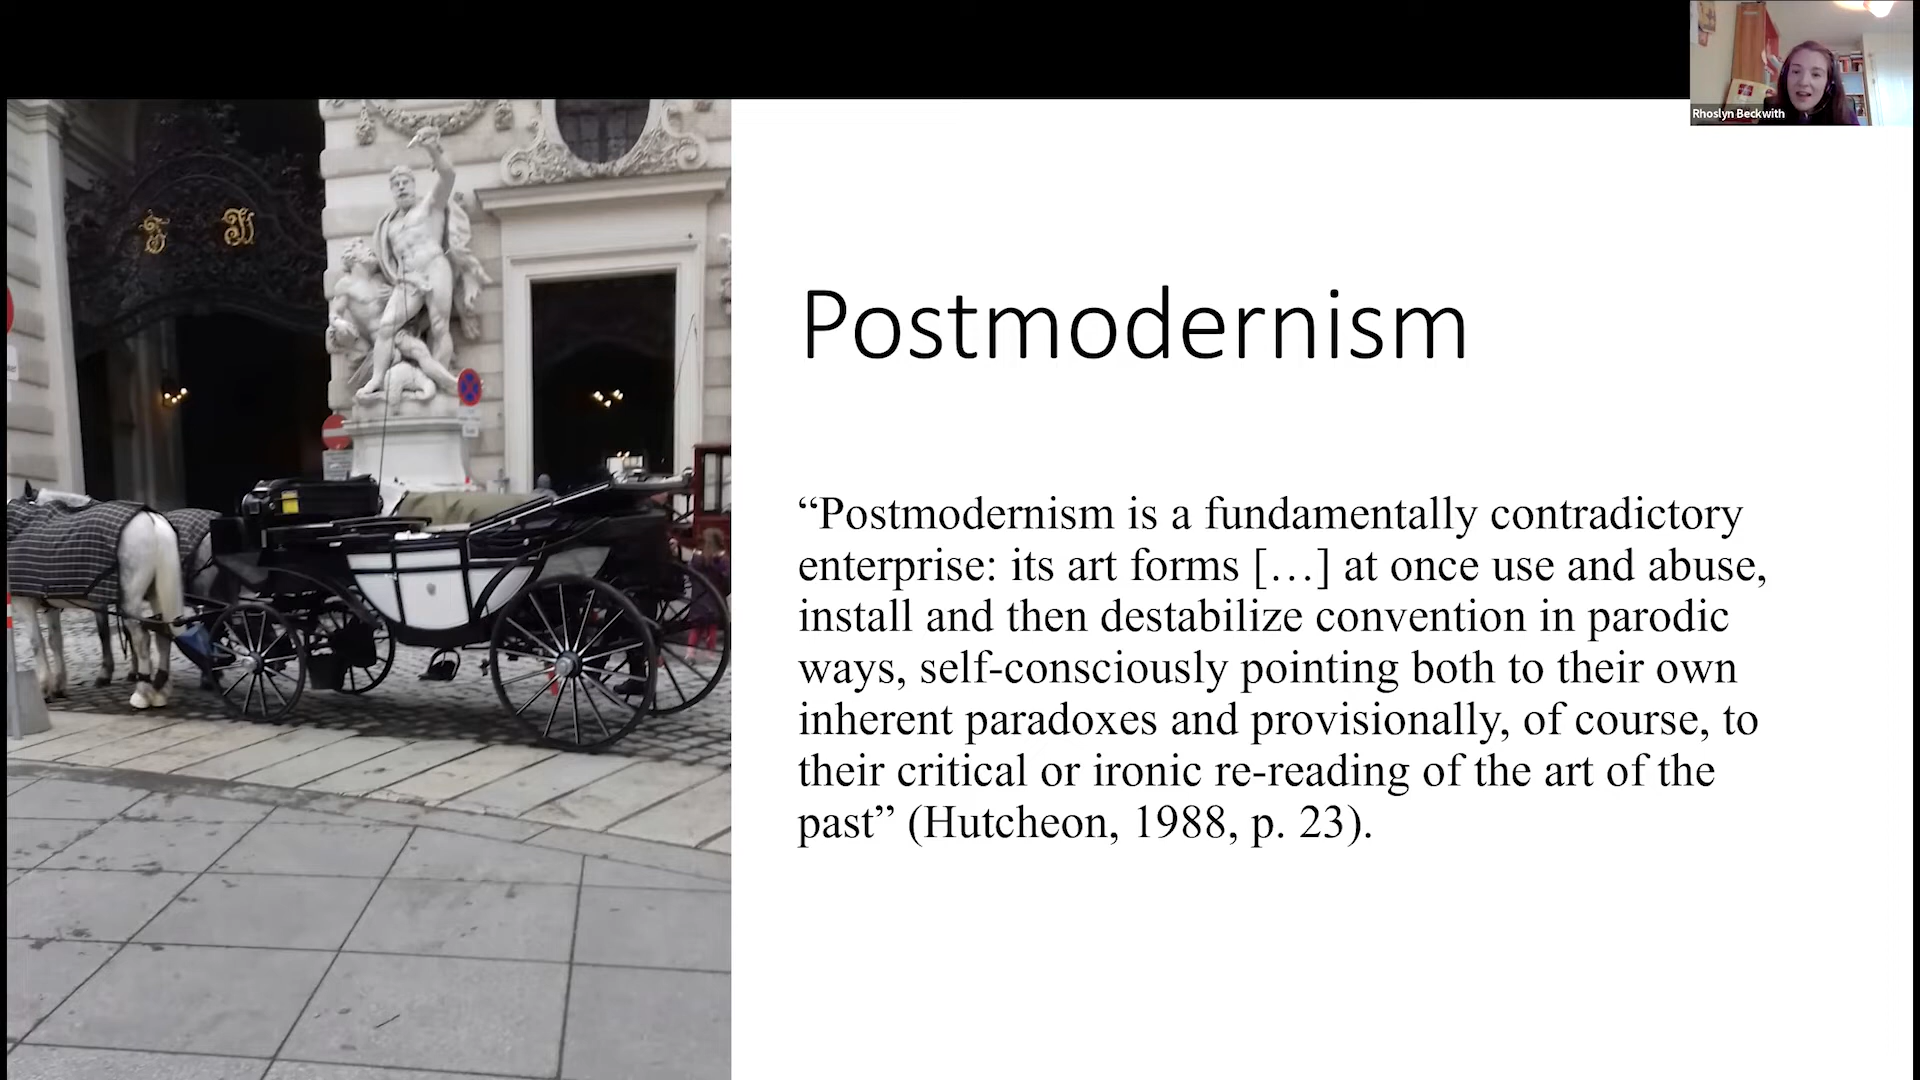 Rhoslyn Beckwith
Postmodernism
“Postmodernism is a fundamentally contradictory
enterprise: its art forms […] at once use and abuse,
install and then destabilize convention in parodic
ways, self-consciously pointing both to their own
inherent paradoxes and provisionally, of course, to
their critical or ironic re-reading of the art of the
past” (Hutcheon, 1988, p. 23).